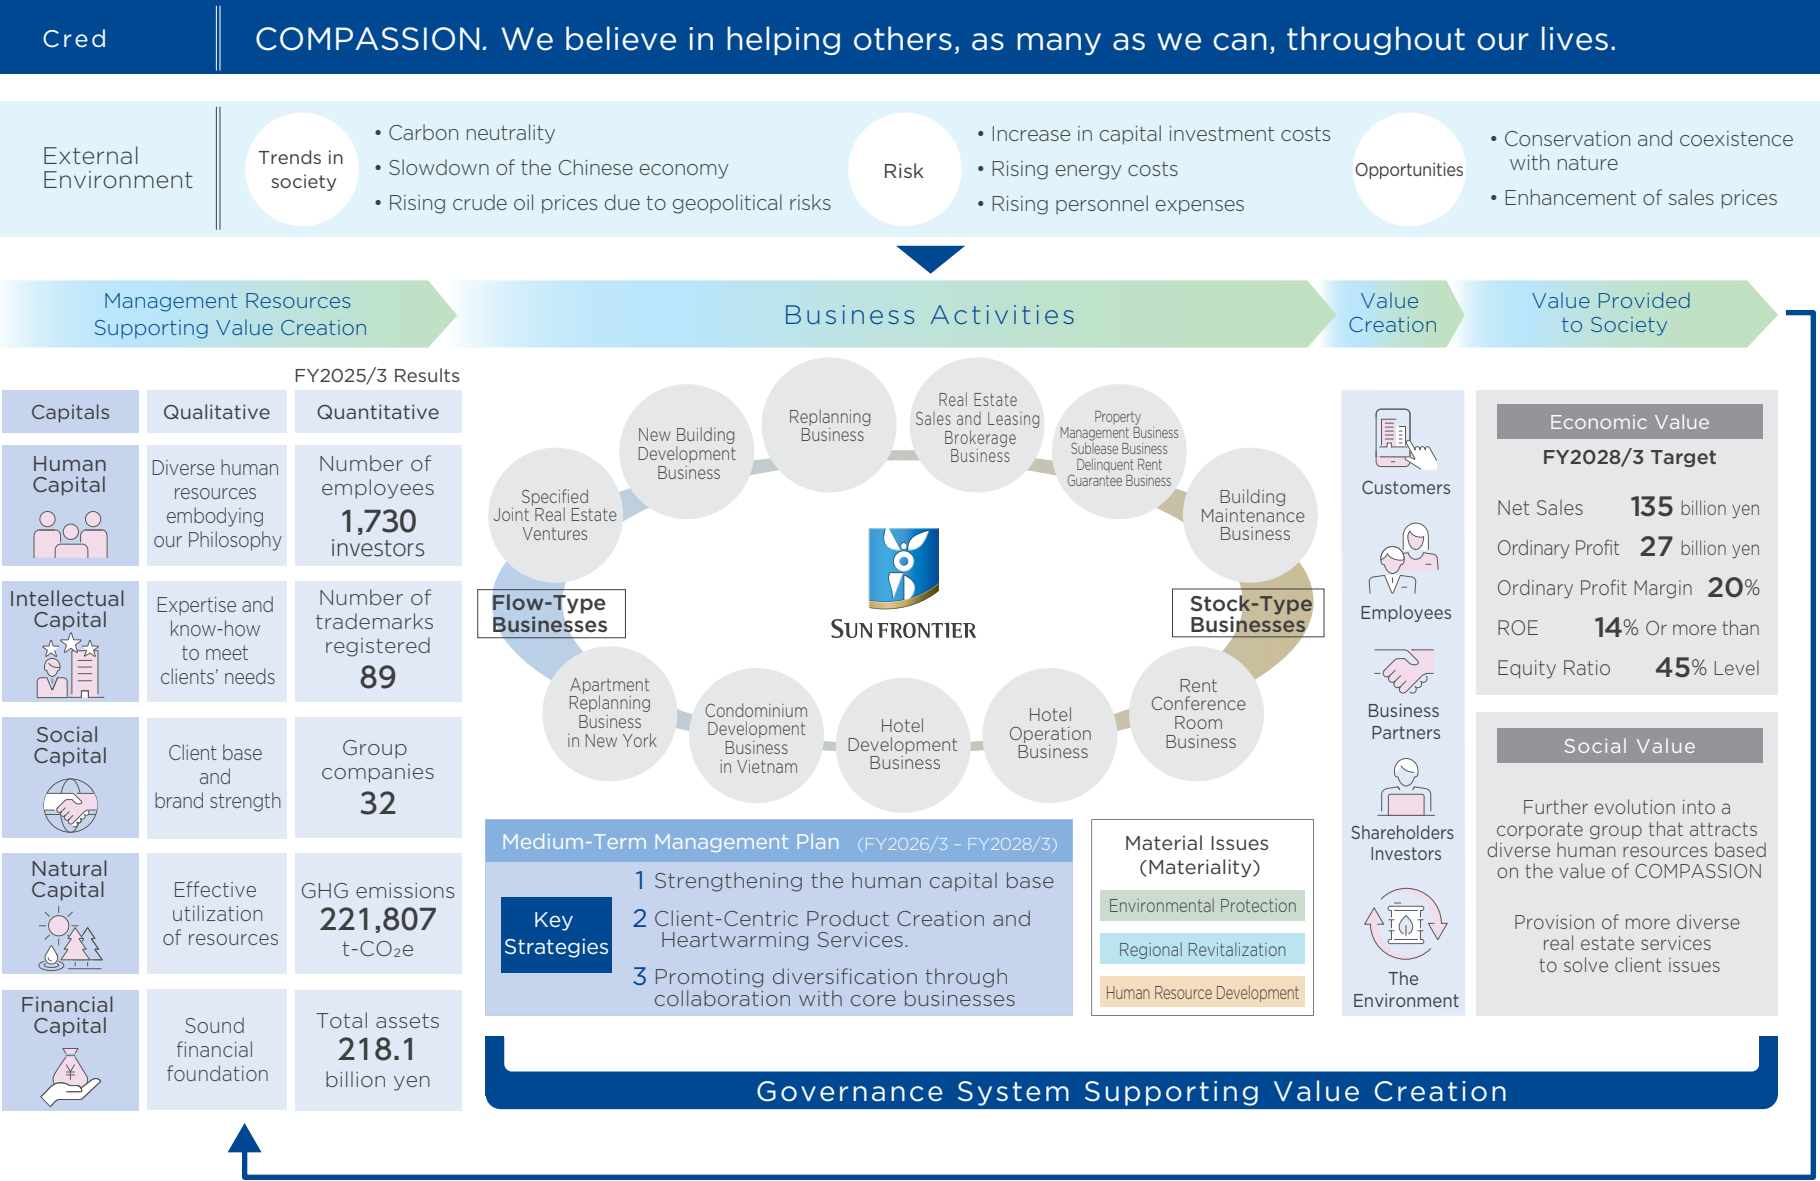 Cred
COMPASSION. We believe in helping others, as many as we can, throughout our lives.
External
Environment
Trends in
society
• Carbon neutrality
• Slowdown of the Chinese economy
• Rising crude oil prices due to geopolitical risks
Risk
• Increase in capital investment costs
• Rising energy costs
• Rising personnel expenses
Opportunities
• Conservation and coexistence
with nature
• Enhancement of sales prices
Management Resources
Supporting Value Creation
Business Activities
Value
Creation
Value Provided
to Society
FY2025/3 Results
Capitals
Qualitative
Quantitative
Human
Capital
Diverse human
resources
embodying
our Philosophy
Number of
employees
1,730
investors
Intellectual
Capital
Expertise and
know-how
to meet
clients' needs
Number of
trademarks
registered
89
Social
Capital
Client base
and
brand strength
Group
companies
32
Natural
Capital
Effective
utilization
of resources
GHG emissions
221,807
t-CO₂e
Financial
Capital
¥
Sound
financial
foundation
Total assets
218.1
billion yen
Specified
Joint Real Estate
Ventures
New Building
Development
Business
Replanning
Business
Real Estate
Sales and Leasing
Brokerage
Business
Property
Management Business
Sublease Business
Delinquent Rent
Guarantee Business
Building
Maintenance
Business
Flow-Type
Businesses
SUN FRONTIER
Stock-Type
Businesses
Apartment
Replanning
Business
in New York
Condominium
Development
Business
in Vietnam
Hotel
Development
Business
Hotel
Operation
Business
Rent
Conference
Room
Business
Medium-Term Management Plan (FY2026/3 – FY2028/3)
Key
Strategies
1 Strengthening the human capital base
2 Client-Centric Product Creation and
Heartwarming Services.
3 Promoting diversification through
collaboration with core businesses
Material Issues
(Materiality)
Environmental Protection
Regional Revitalization
Human Resource Development
Customers
Employees
Business
Partners
Shareholders
Investors
The
Environment
Economic Value
FY2028/3 Target
Net Sales 135 billion yen
Ordinary Profit 27 billion yen
Ordinary Profit Margin 20%
ROE 14% Or more than
Equity Ratio 45% Level
Social Value
Further evolution into a
corporate group that attracts
diverse human resources based
on the value of COMPASSION
Provision of more diverse
real estate services
to solve client issues
Governance System Supporting Value Creation